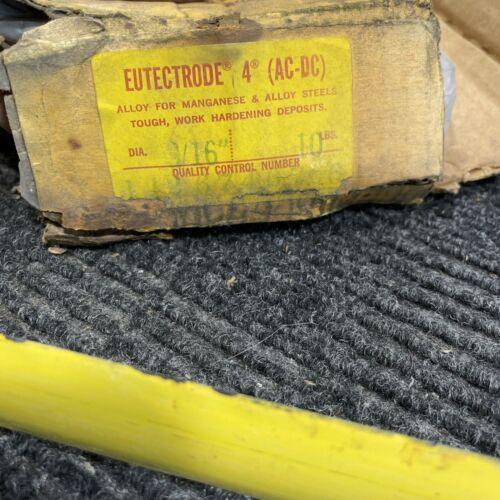 EUTECTRODE® 4® (AC-DC)
ALLOY FOR MANGANESE & ALLOY STEELS
TOUGH, WORK HARDENING DEPOSITS.
DIA. 3/16" 10 LBS.
QUALITY CONTROL NUMBER